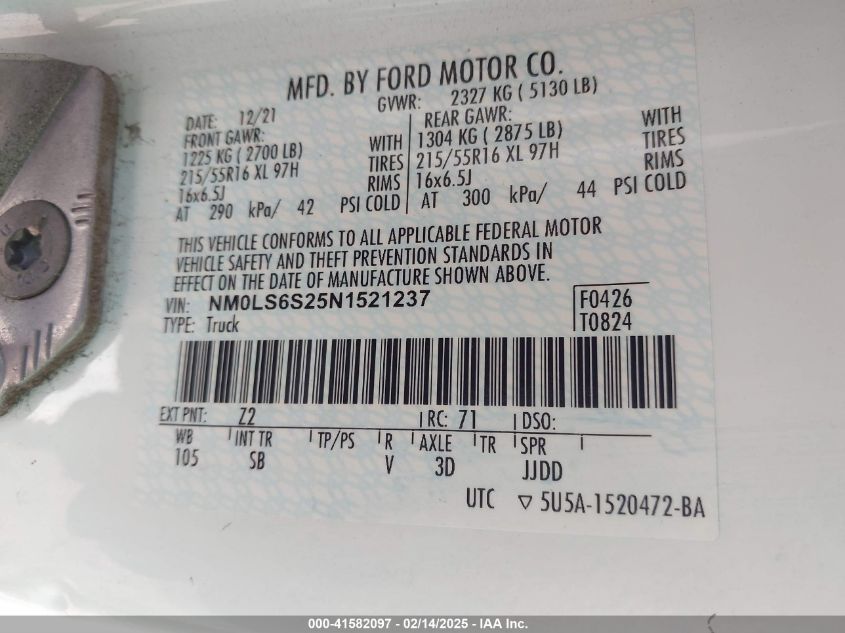 MFD. BY FORD MOTOR CO.
DATE: 12/21 GVWR: 2327 KG ( 5130 LB)
FRONT GAWR: REAR GAWR:
1225 KG ( 2700 LB) WITH 1304 KG ( 2875 LB) WITH
215/55R16 XL 97H TIRES 215/55R16 XL 97H TIRES
16x6.5J RIMS 16x6.5J RIMS
AT 290 kPa/ 42 PSI COLD AT 300 kPa/ 44 PSI COLD
THIS VEHICLE CONFORMS TO ALL APPLICABLE FEDERAL MOTOR
VEHICLE SAFETY AND THEFT PREVENTION STANDARDS IN
EFFECT ON THE DATE OF MANUFACTURE SHOWN ABOVE.
VIN: NM0LS6S25N1521237 F0426
TYPE: Truck T0824
EXT PNT: Z2 RC: 71 DSO:
WB INT TR TP/PS R AXLE TR SPR
105 SB V 3D JJDD
UTC ▽ 5U5A-1520472-BA
000-41582097 - 02/14/2025 - IAA Inc.